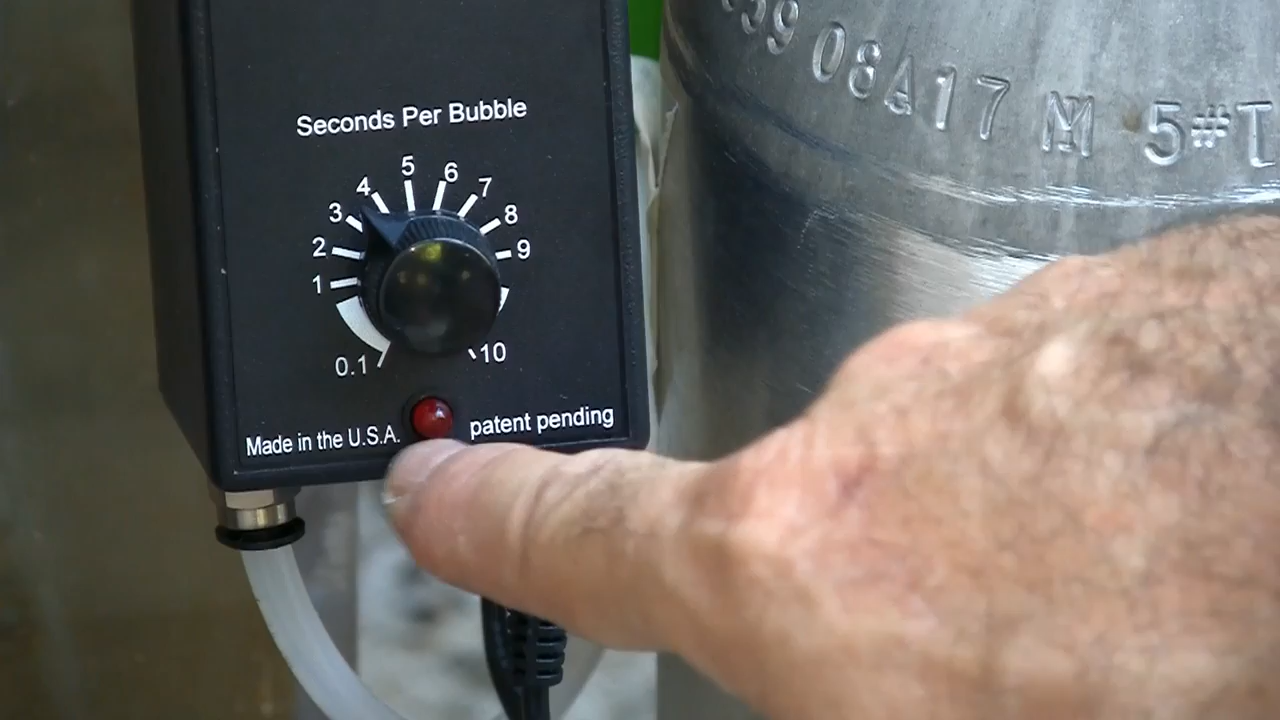 Seconds Per Bubble
5
4 6
3 7
2 8
1 9
0.1 10
Made in the U.S.A. patent pending
59 08A17 M 5#T